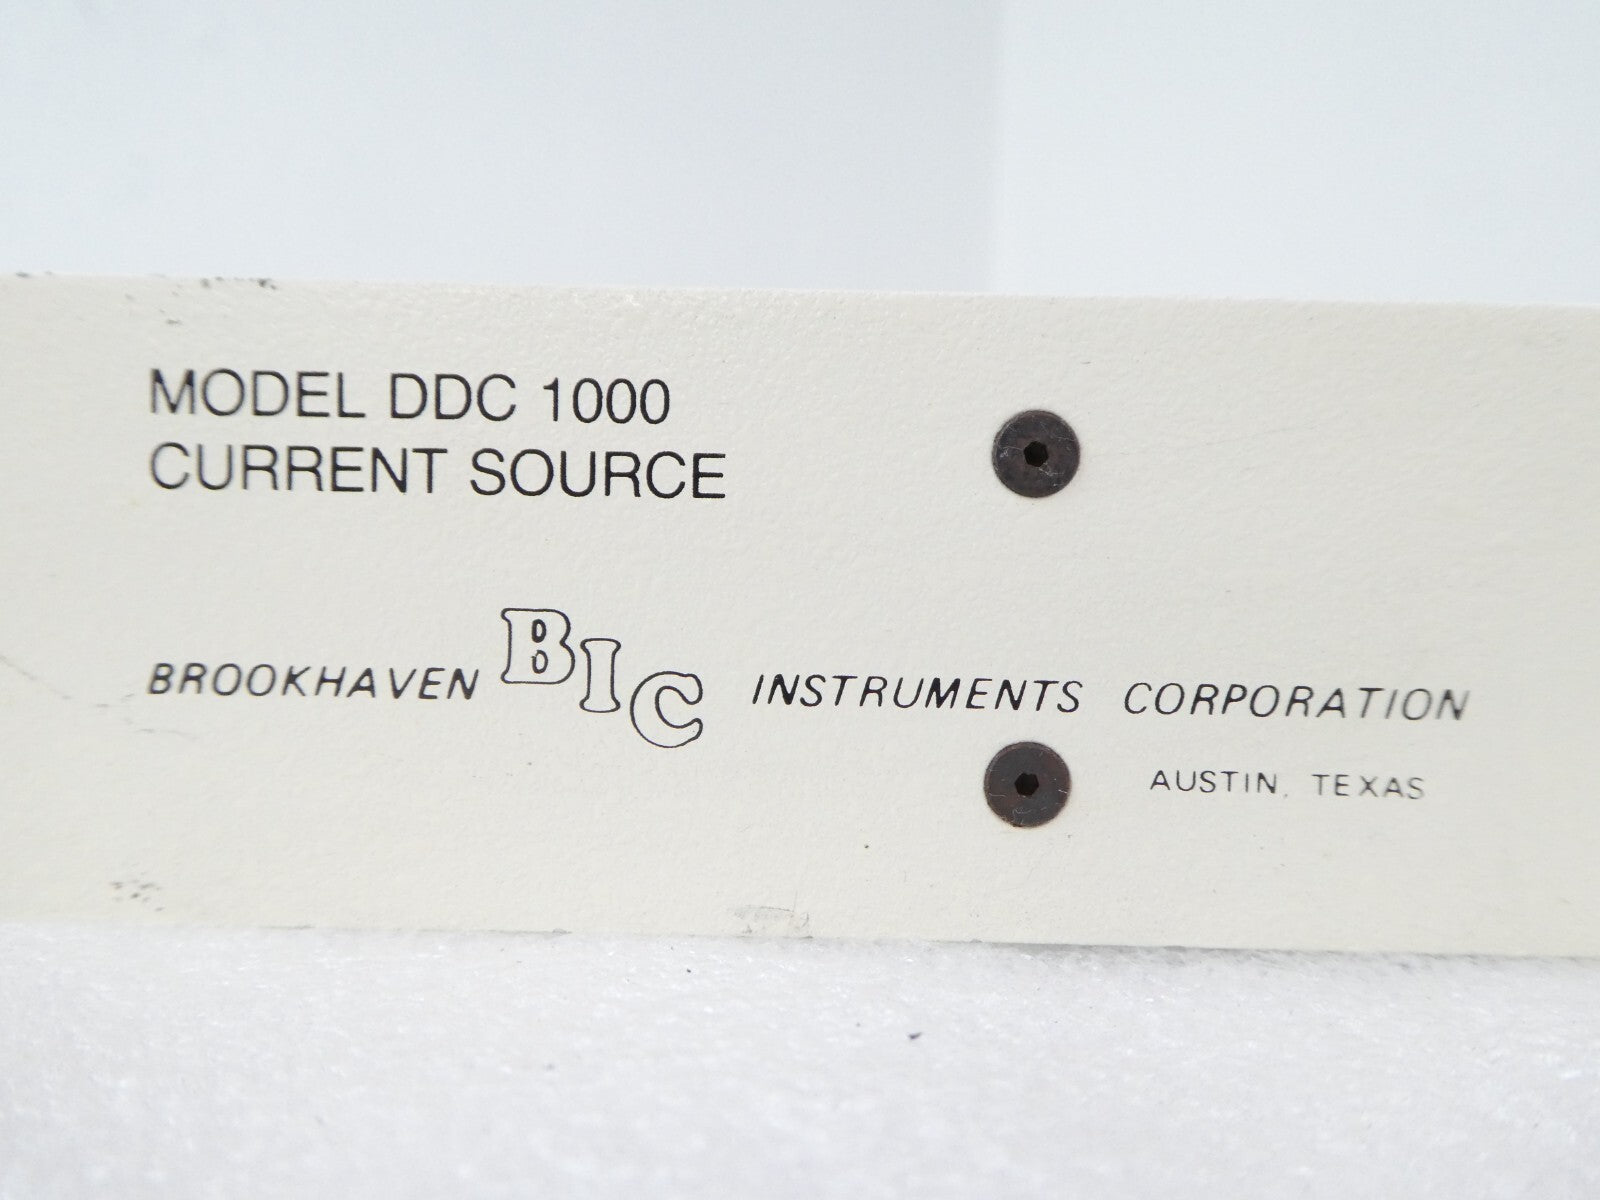 MODEL DDC 1000
CURRENT SOURCE
BROOKHAVEN BIC INSTRUMENTS CORPORATION
AUSTIN, TEXAS